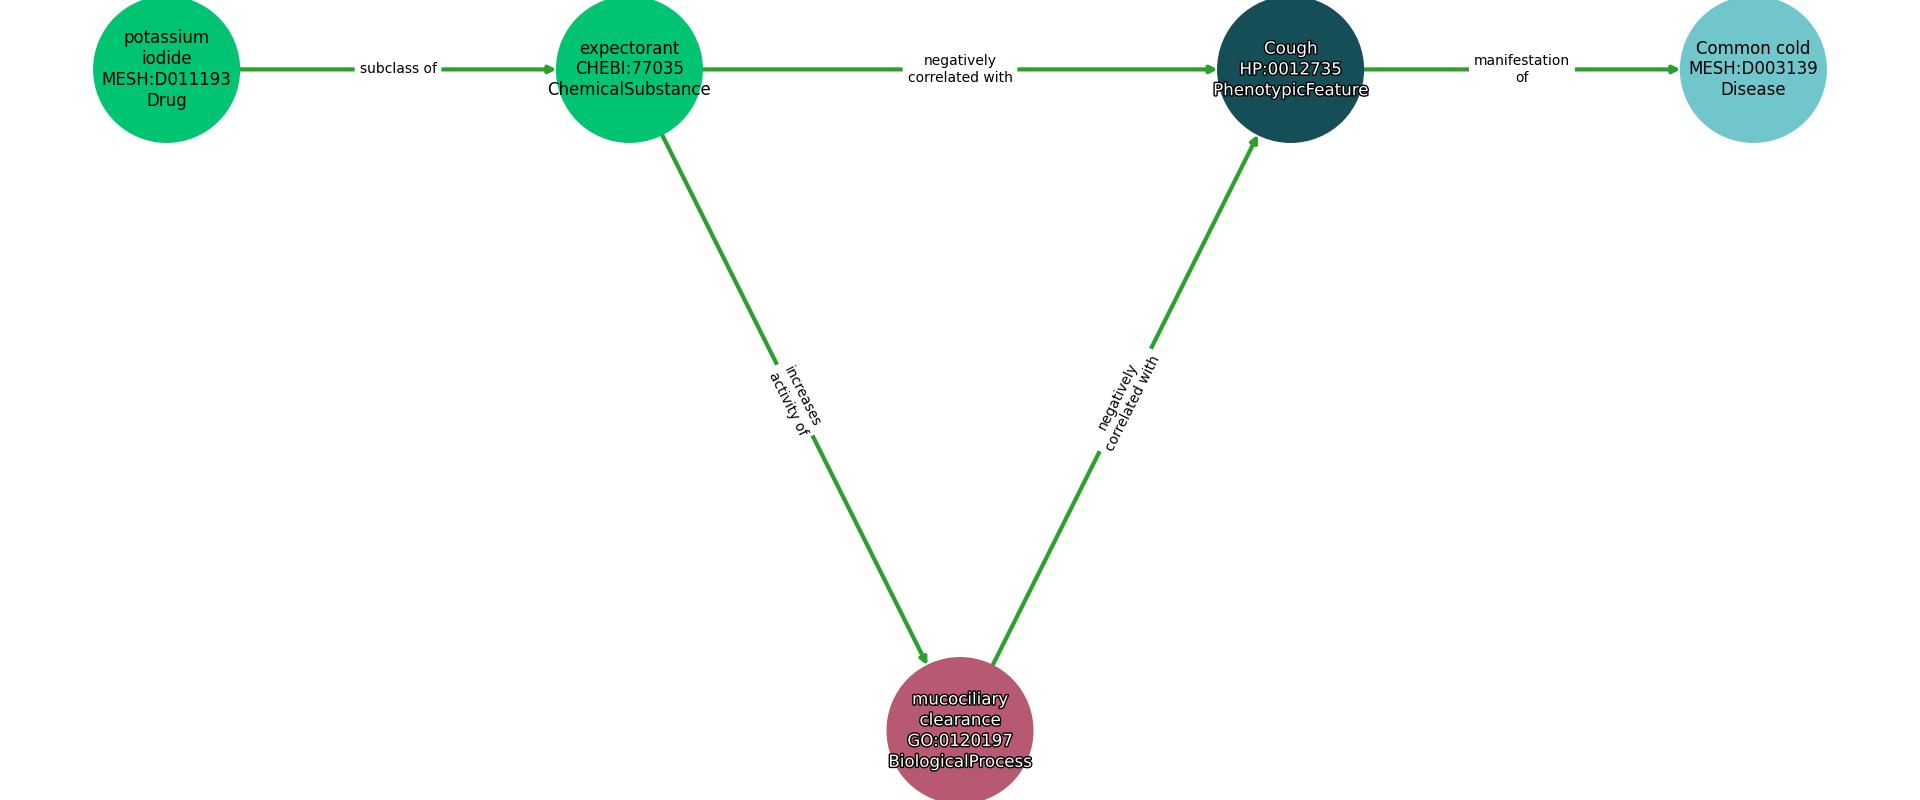 potassium
iodide
MESH:D011193
Drug
subclass of
expectorant
CHEBI:77035
ChemicalSubstance
negatively
correlated with
Cough
HP:0012735
PhenotypicFeature
manifestation
of
Common cold
MESH:D003139
Disease
increases
activity of
negatively
correlated with
mucociliary
clearance
GO:0120197
BiologicalProcess